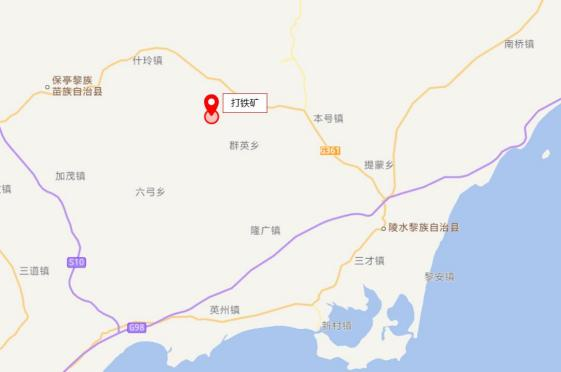 南桥镇
什玲镇
保亭黎族
苗族自治县
打铁矿
本号镇
群英乡
提蒙乡
加茂镇
六弓乡
隆广镇
陵水黎族自治县
S10
三道镇
三才镇
黎安镇
英州镇
G98
新村镇